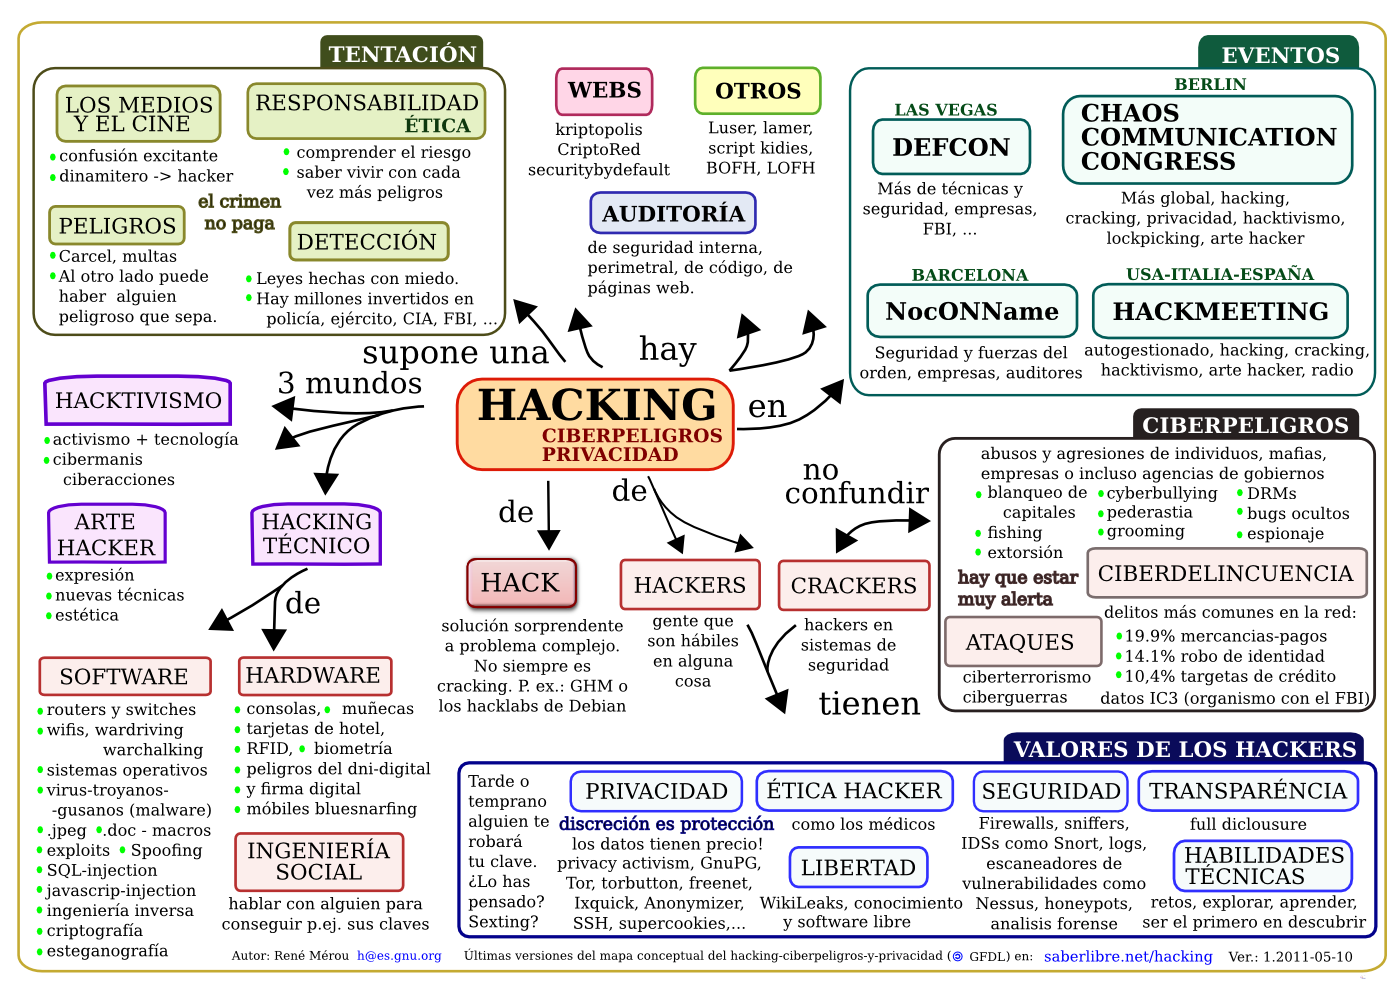 TENTACIÓN
LOS MEDIOS
Y EL CINE
confusión excitante
dinamitero -> hacker
RESPONSABILIDAD
ÉTICA
comprender el riesgo
saber vivir con cada
vez más peligros
el crimen
no paga
PELIGROS
Carcel, multas
Al otro lado puede
haber alguien
peligroso que sepa.
DETECCIÓN
Leyes hechas con miedo.
Hay millones invertidos en
policía, ejército, CIA, FBI, ...
WEBS
kriptopolis
CriptoRed
securitybydefault
OTROS
Luser, lamer,
script kidies,
BOFH, LOFH
AUDITORÍA
de seguridad interna,
perimetral, de código, de
páginas web.
EVENTOS
LAS VEGAS
DEFCON
Más de técnicas y
seguridad, empresas,
FBI, ...
BERLIN
CHAOS
COMMUNICATION
CONGRESS
Más global, hacking,
cracking, privacidad, hacktivismo,
lockpicking, arte hacker
BARCELONA
NocONName
Seguridad y fuerzas del
orden, empresas, auditores
USA-ITALIA-ESPAÑA
HACKMEETING
autogestionado, hacking, cracking,
hacktivismo, arte hacker, radio
supone una
hay
3 mundos
HACKING
CIBERPELIGROS
PRIVACIDAD
en
HACKTIVISMO
activismo + tecnología
cibermanis
ciberacciones
ARTE
HACKER
expresión
nuevas técnicas
estética
HACKING
TÉCNICO
de
de
de
no
confundir
HACK
solución sorprendente
a problema complejo.
No siempre es
cracking. P. ex.: GHM o
los hacklabs de Debian
HACKERS
gente que
son hábiles
en alguna
cosa
CRACKERS
hackers en
sistemas de
seguridad
tienen
CIBERPELIGROS
abusos y agresiones de individuos, mafias,
empresas o incluso agencias de gobiernos
blanqueo de
capitales
fishing
extorsión
cyberbullying
pederastia
grooming
DRMs
bugs ocultos
espionaje
hay que estar
muy alerta
CIBERDELINCUENCIA
delitos más comunes en la red:
19.9% mercancias-pagos
14.1% robo de identidad
10,4% targetas de crédito
datos IC3 (organismo con el FBI)
ATAQUES
ciberterrorismo
ciberguerras
SOFTWARE
routers y switches
wifis, wardriving
warchalking
sistemas operativos
virus-troyanos-
-gusanos (malware)
.jpeg .doc - macros
exploits Spoofing
SQL-injection
javascrip-injection
ingeniería inversa
criptografía
esteganografía
HARDWARE
consolas, muñecas
tarjetas de hotel,
RFID, biometría
peligros del dni-digital
y firma digital
móbiles bluesnarfing
INGENIERÍA
SOCIAL
hablar con alguien para
conseguir p.ej. sus claves
VALORES DE LOS HACKERS
Tarde o
temprano
alguien te
robará
tu clave.
¿Lo has
pensado?
Sexting?
PRIVACIDAD
discreción es protección
los datos tienen precio!
privacy activism, GnuPG,
Tor, torbutton, freenet,
Ixquick, Anonymizer,
SSH, supercookies,...
ÉTICA HACKER
como los médicos
LIBERTAD
WikiLeaks, conocimiento
y software libre
SEGURIDAD
Firewalls, sniffers,
IDSs como Snort, logs,
escaneadores de
vulnerabilidades como
Nessus, honeypots,
analisis forense
TRANSPARÉNCIA
full diclousure
HABILIDADES
TÉCNICAS
retos, explorar, aprender,
ser el primero en descubrir
Autor: René Mérou h@es.gnu.org Últimas versiones del mapa conceptual del hacking-ciberpeligros-y-privacidad ( GFDL) en: saberlibre.net/hacking Ver.: 1.2011-05-10